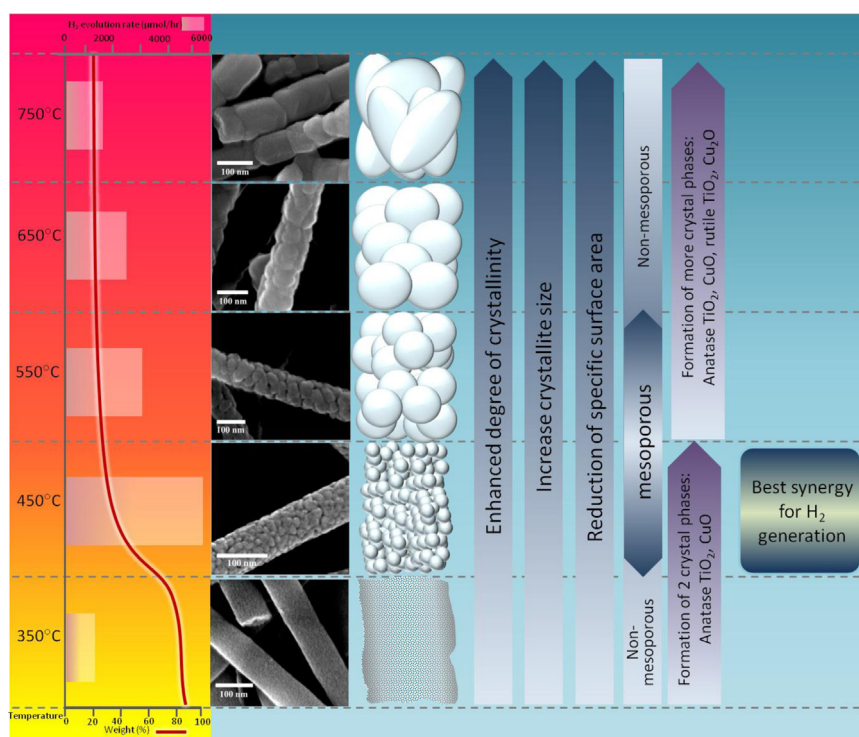 H₂ evolution rate (µmol/hr)
0 2000 4000 6000
750°C
650°C
550°C
450°C
350°C
Temperature
0 20 40 60 80 100
Weight (%)
100 nm
100 nm
100 nm
100 nm
100 nm
Enhanced degree of crystallinity
Increase crystallite size
Reduction of specific surface area
Non-mesoporous
mesoporous
Non-
mesoporous
Formation of more crystal phases:
Anatase TiO₂, CuO, rutile TiO₂, Cu₂O
Formation of 2 crystal phases:
Anatase TiO₂, CuO
Best synergy
for H₂
generation